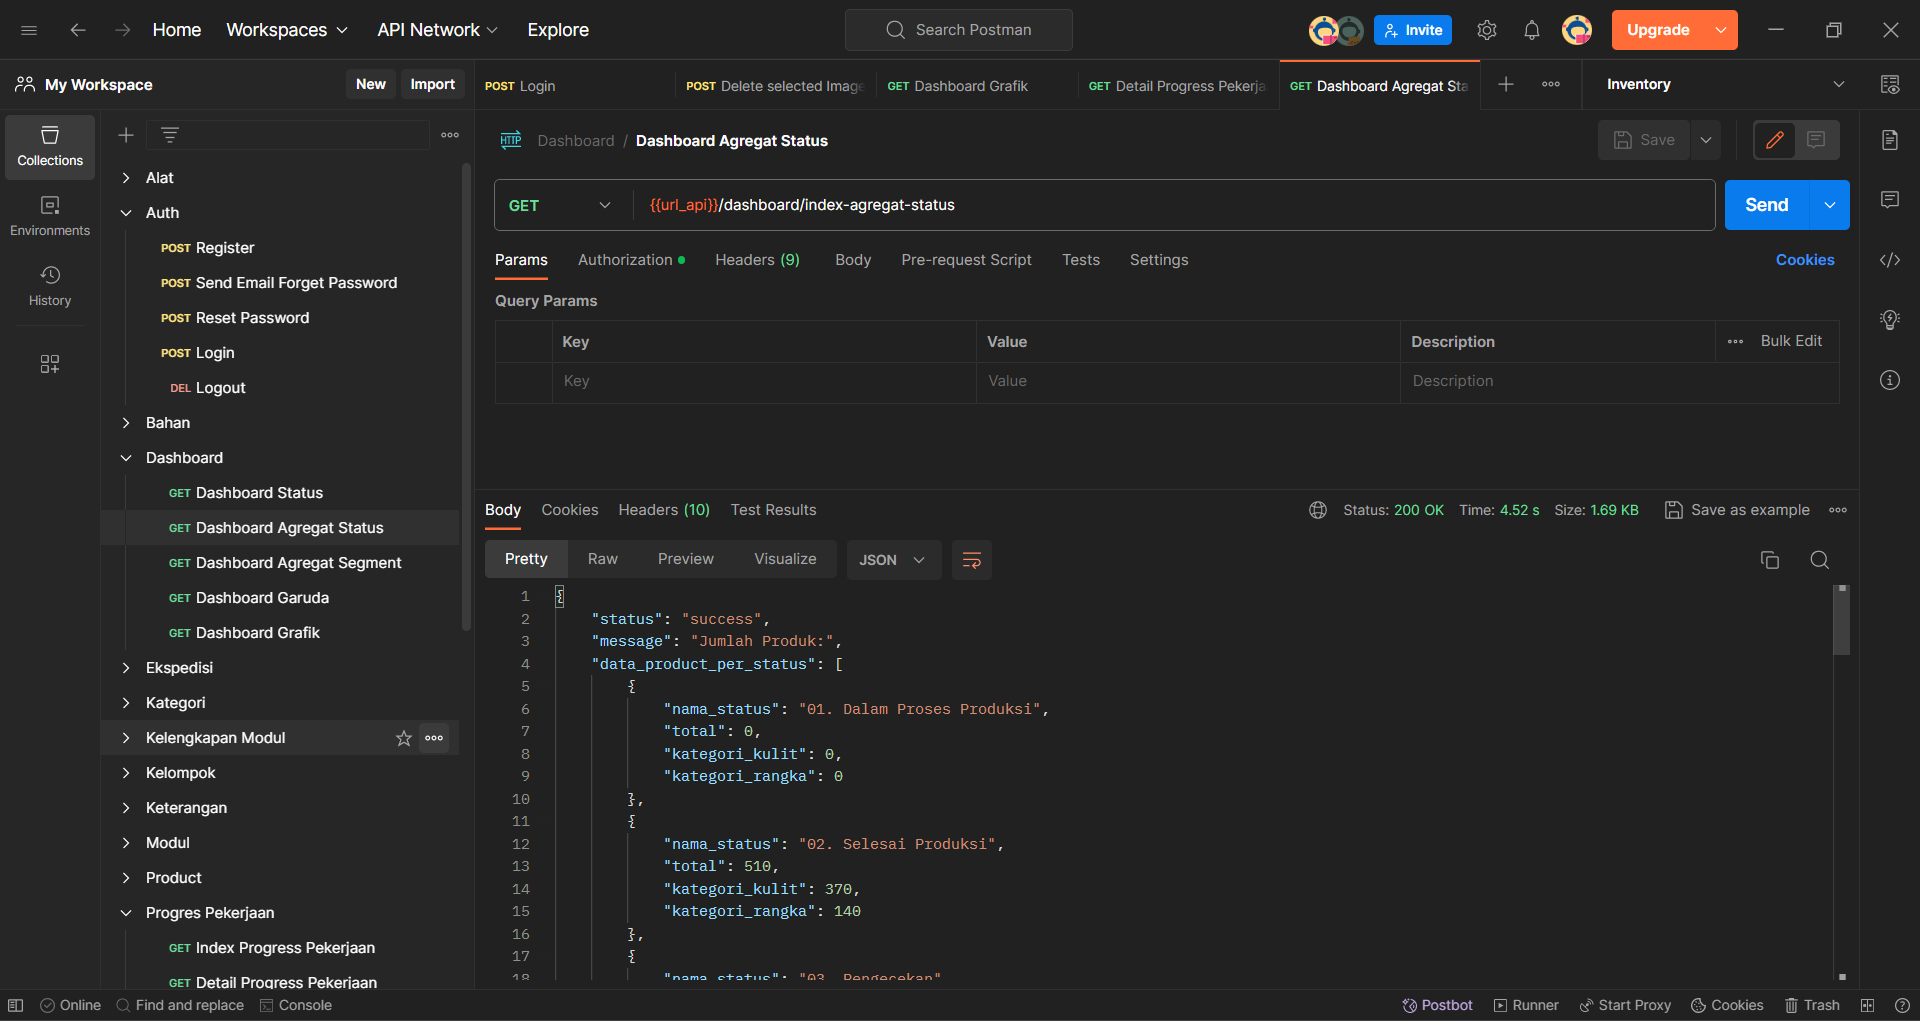 Home Workspaces API Network Explore Search Postman Invite Upgrade
My Workspace New Import POST Login POST Delete selected Image GET Dashboard Grafik GET Detail Progress Pekerja GET Dashboard Agregat Sta Inventory
Collections
Environments
History
Alat
Auth
POST Register
POST Send Email Forget Password
POST Reset Password
POST Login
DEL Logout
Bahan
Dashboard
GET Dashboard Status
GET Dashboard Agregat Status
GET Dashboard Agregat Segment
GET Dashboard Garuda
GET Dashboard Grafik
Ekspedisi
Kategori
Kelengkapan Modul
Kelompok
Keterangan
Modul
Product
Progres Pekerjaan
GET Index Progress Pekerjaan
GET Detail Progress Pekerjaan
HTTP Dashboard / Dashboard Agregat Status Save
GET {{url_api}}/dashboard/index-agregat-status Send
Params Authorization Headers (9) Body Pre-request Script Tests Settings Cookies
Query Params
Key Value Description Bulk Edit
Key Value Description
Body Cookies Headers (10) Test Results Status: 200 OK Time: 4.52 s Size: 1.69 KB Save as example
Pretty Raw Preview Visualize JSON
1 {
2 "status": "success",
3 "message": "Jumlah Produk:",
4 "data_product_per_status": [
5 {
6 "nama_status": "01. Dalam Proses Produksi",
7 "total": 0,
8 "kategori_kulit": 0,
9 "kategori_rangka": 0
10 },
11 {
12 "nama_status": "02. Selesai Produksi",
13 "total": 510,
14 "kategori_kulit": 370,
15 "kategori_rangka": 140
16 },
17 {
18 "nama_status": "03. Pengecekan"
Online Find and replace Console Postbot Runner Start Proxy Cookies Trash